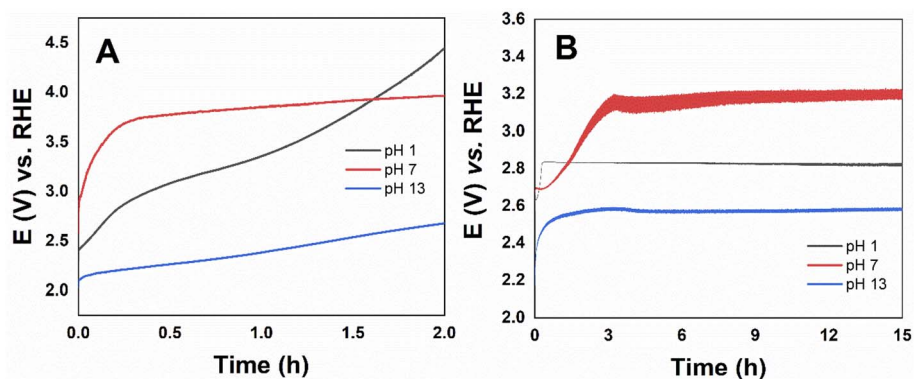 A
E (V) vs. RHE
4.5
4.0
3.5
3.0
2.5
2.0
pH 1
pH 7
pH 13
0.0 0.5 1.0 1.5 2.0
Time (h)
B
E (V) vs. RHE
3.6
3.4
3.2
3.0
2.8
2.6
2.4
2.2
2.0
pH 1
pH 7
pH 13
0 3 6 9 12 15
Time (h)